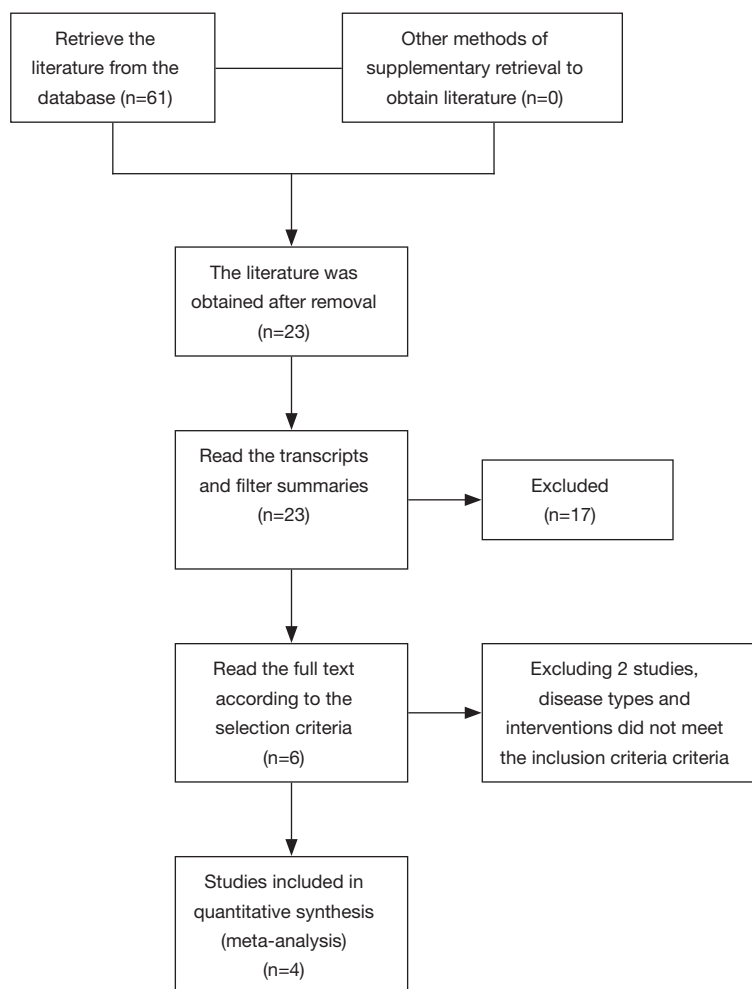 Retrieve the
literature from the
database (n=61)
Other methods of
supplementary retrieval to
obtain literature (n=0)
The literature was
obtained after removal
(n=23)
Read the transcripts
and filter summaries
(n=23)
Excluded
(n=17)
Read the full text
according to the
selection criteria
(n=6)
Excluding 2 studies,
disease types and
interventions did not meet
the inclusion criteria criteria
Studies included in
quantitative synthesis
(meta-analysis)
(n=4)